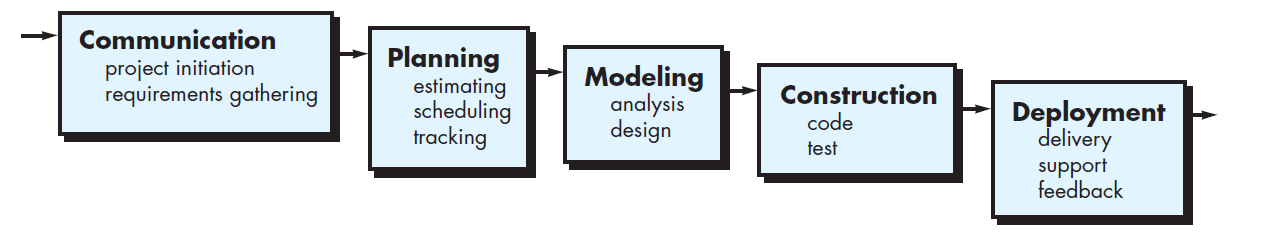 Communication
project initiation
requirements gathering
Planning
estimating
scheduling
tracking
Modeling
analysis
design
Construction
code
test
Deployment
delivery
support
feedback